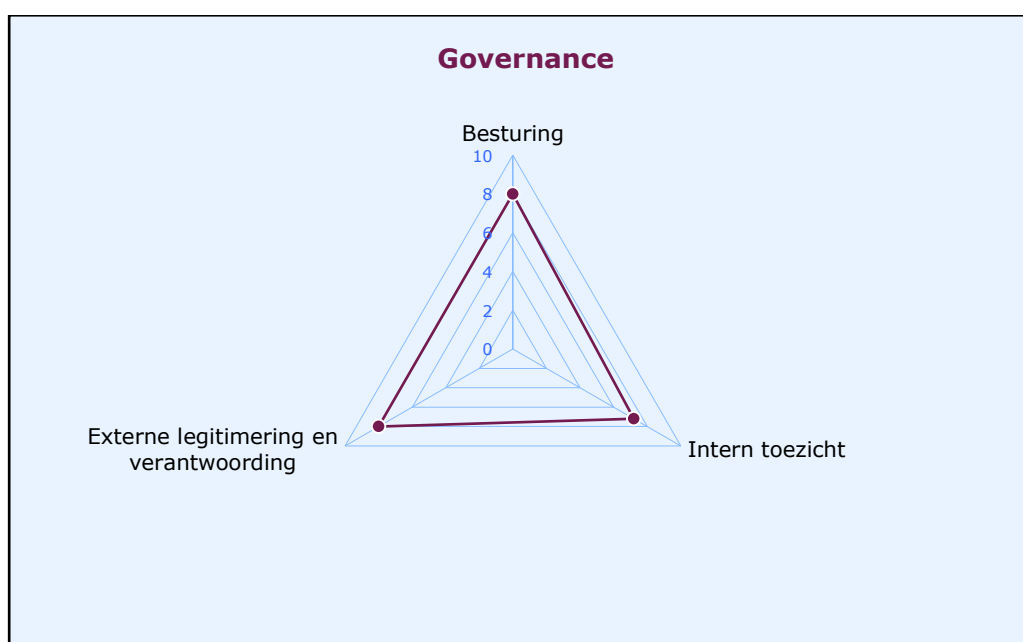 Governance
Besturing
10
8
6
4
2
0
Externe legitimering en
verantwoording
Intern toezicht